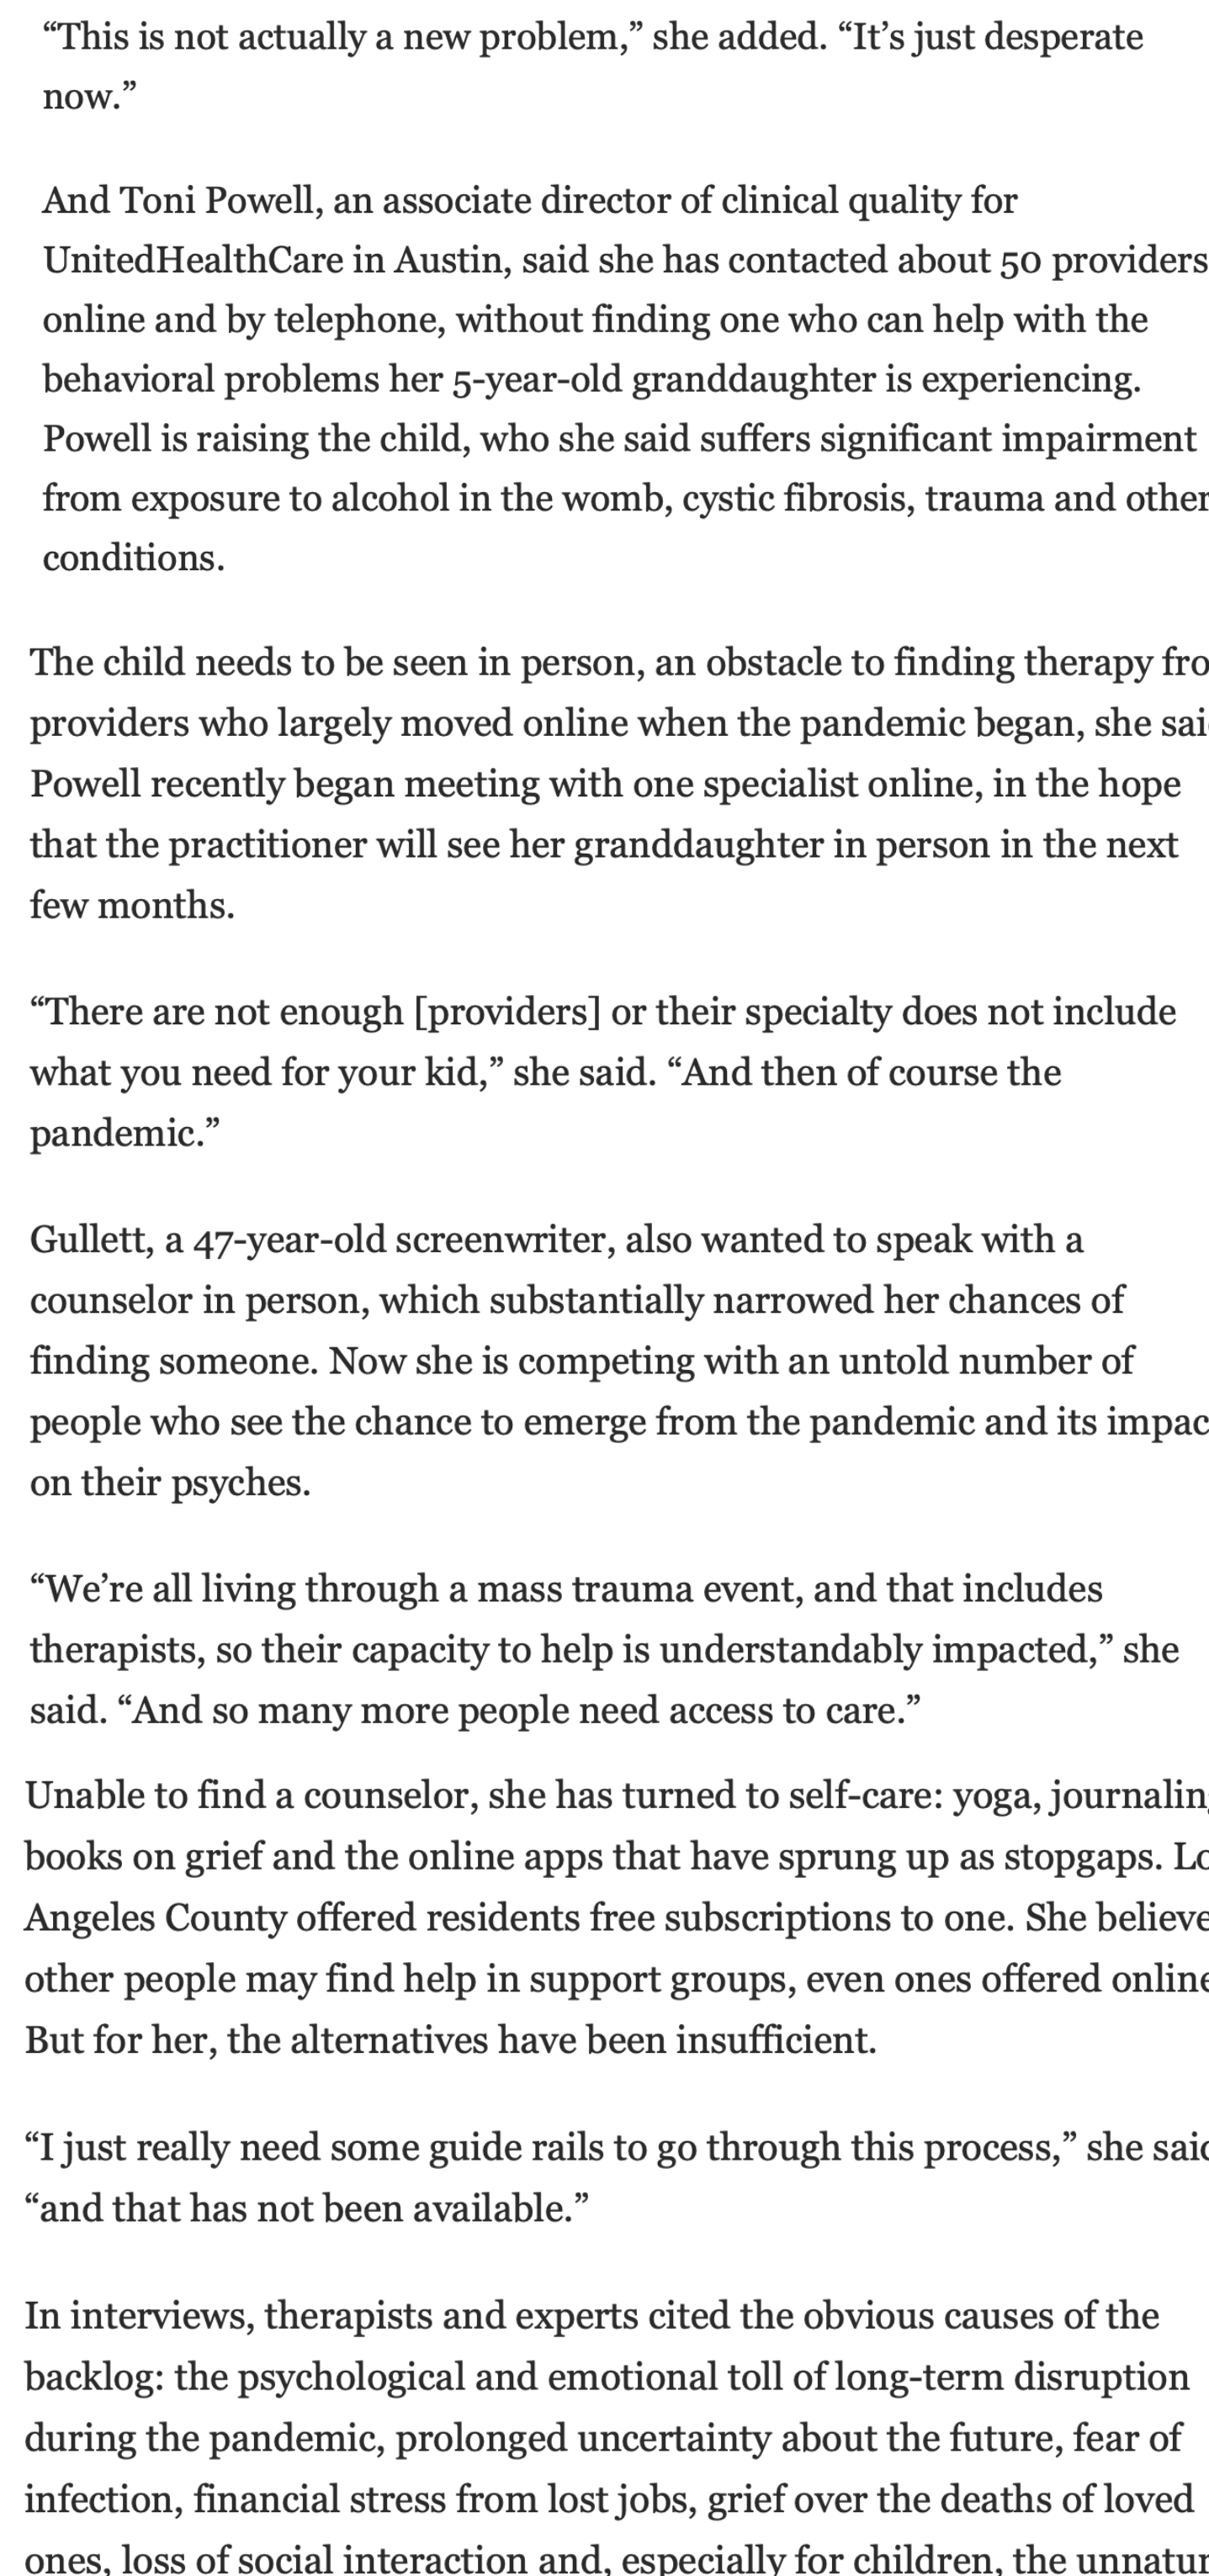 “This is not actually a new problem,” she added. “It’s just desperate
now.”
And Toni Powell, an associate director of clinical quality for
UnitedHealthCare in Austin, said she has contacted about 50 providers
online and by telephone, without finding one who can help with the
behavioral problems her 5-year-old granddaughter is experiencing.
Powell is raising the child, who she said suffers significant impairment
from exposure to alcohol in the womb, cystic fibrosis, trauma and other
conditions.
The child needs to be seen in person, an obstacle to finding therapy fro
providers who largely moved online when the pandemic began, she sai
Powell recently began meeting with one specialist online, in the hope
that the practitioner will see her granddaughter in person in the next
few months.
“There are not enough [providers] or their specialty does not include
what you need for your kid,” she said. “And then of course the
pandemic.”
Gullett, a 47-year-old screenwriter, also wanted to speak with a
counselor in person, which substantially narrowed her chances of
finding someone. Now she is competing with an untold number of
people who see the chance to emerge from the pandemic and its impac
on their psyches.
“We’re all living through a mass trauma event, and that includes
therapists, so their capacity to help is understandably impacted,” she
said. “And so many more people need access to care.”
Unable to find a counselor, she has turned to self-care: yoga, journaling
books on grief and the online apps that have sprung up as stopgaps. Lo
Angeles County offered residents free subscriptions to one. She believe
other people may find help in support groups, even ones offered online
But for her, the alternatives have been insufficient.
“I just really need some guide rails to go through this process,” she said
“and that has not been available.”
In interviews, therapists and experts cited the obvious causes of the
backlog: the psychological and emotional toll of long-term disruption
during the pandemic, prolonged uncertainty about the future, fear of
infection, financial stress from lost jobs, grief over the deaths of loved
ones, loss of social interaction and, especially for children, the unnatur